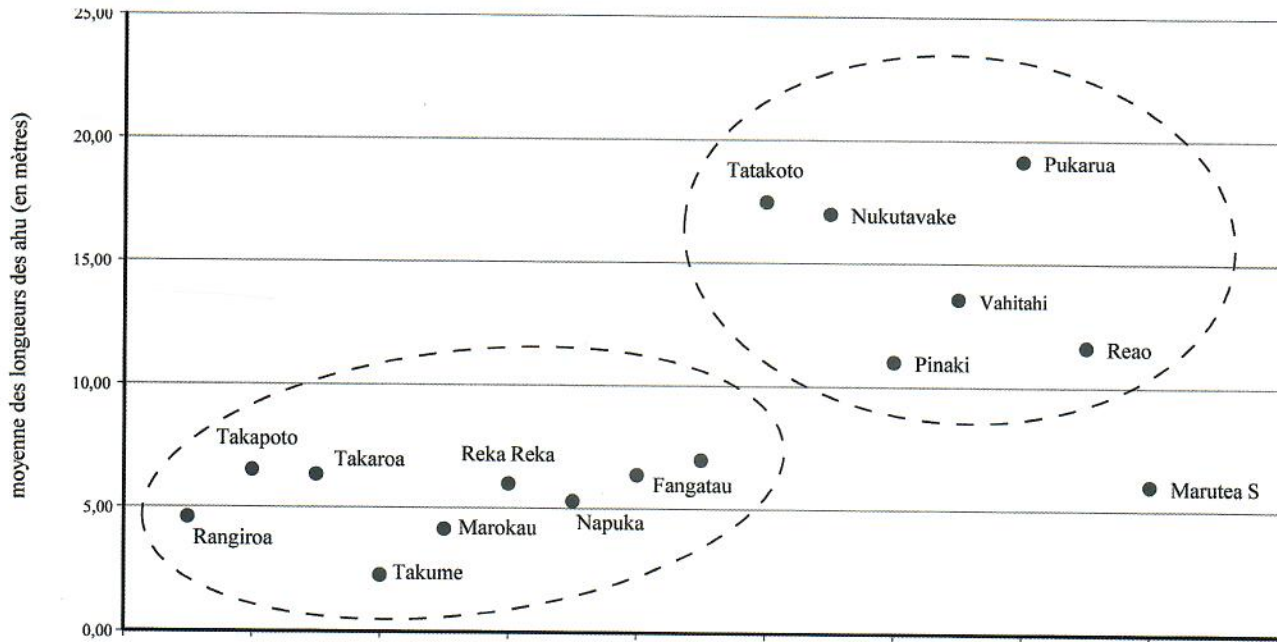 moyenne des longueurs des ahu (en mètres)
25,00
20,00
15,00
10,00
5,00
0,00
Tatakoto
Pukarua
Nukutavake
Vahitahi
Reao
Pinaki
Takapoto
Takaroa
Reka Reka
Fangatau
Marutea S
Rangiroa
Marokau
Napuka
Takume